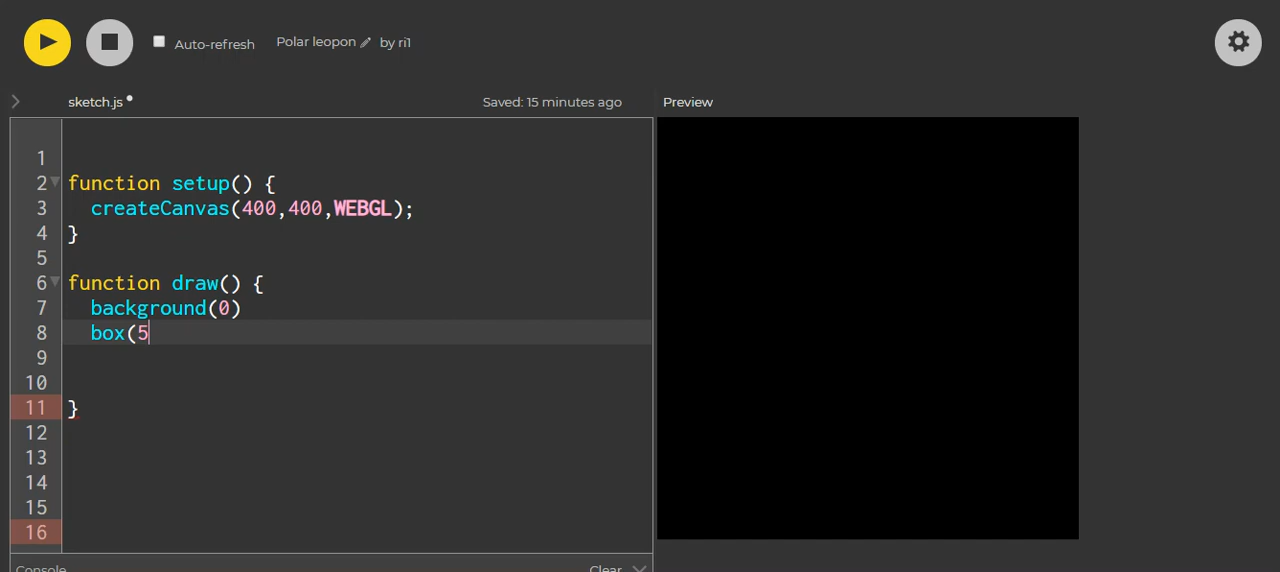 Auto-refresh Polar leopon by ri1
sketch.js Saved: 15 minutes ago Preview
1
2 function setup() {
3 createCanvas(400,400,WEBGL);
4 }
5
6 function draw() {
7 background(0)
8 box(5
9
10
11 }
12
13
14
15
16
Console Clear